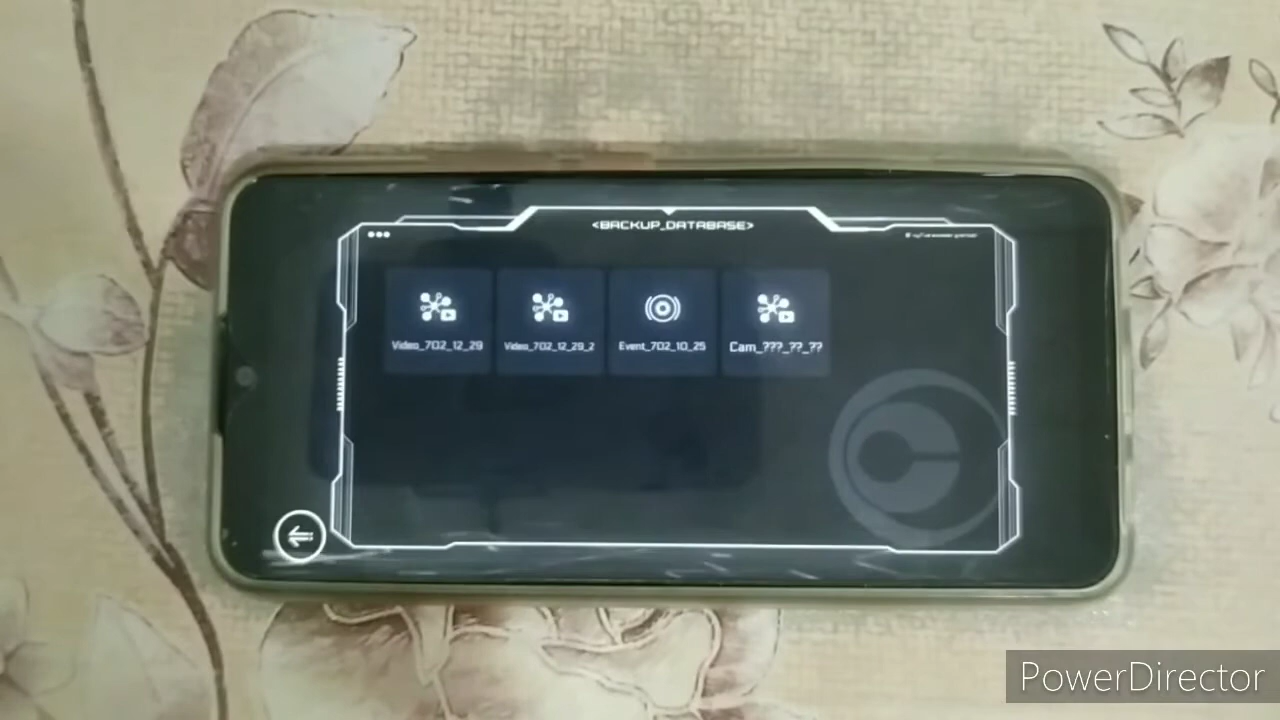 <BACKUP_DATABASE>
Video_702_12_29
Video_702_12_29_2
Event_702_10_25
Cam_???_??_??
PowerDirector